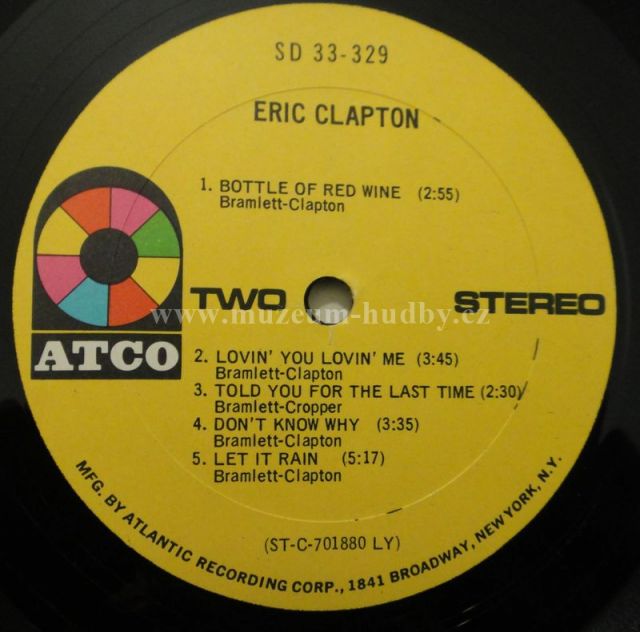 SD 33-329
ERIC CLAPTON
1. BOTTLE OF RED WINE (2:55)
Bramlett-Clapton
TWO
STEREO
www.muzeum-hudby.cz
ATCO
2. LOVIN' YOU LOVIN' ME (3:45)
Bramlett-Clapton
3. TOLD YOU FOR THE LAST TIME (2:30)
Bramlett-Cropper
4. DON'T KNOW WHY (3:35)
Bramlett-Clapton
5. LET IT RAIN (5:17)
Bramlett-Clapton
(ST-C-701880 LY)
MFG. BY ATLANTIC RECORDING CORP., 1841 BROADWAY, NEW YORK, N.Y.